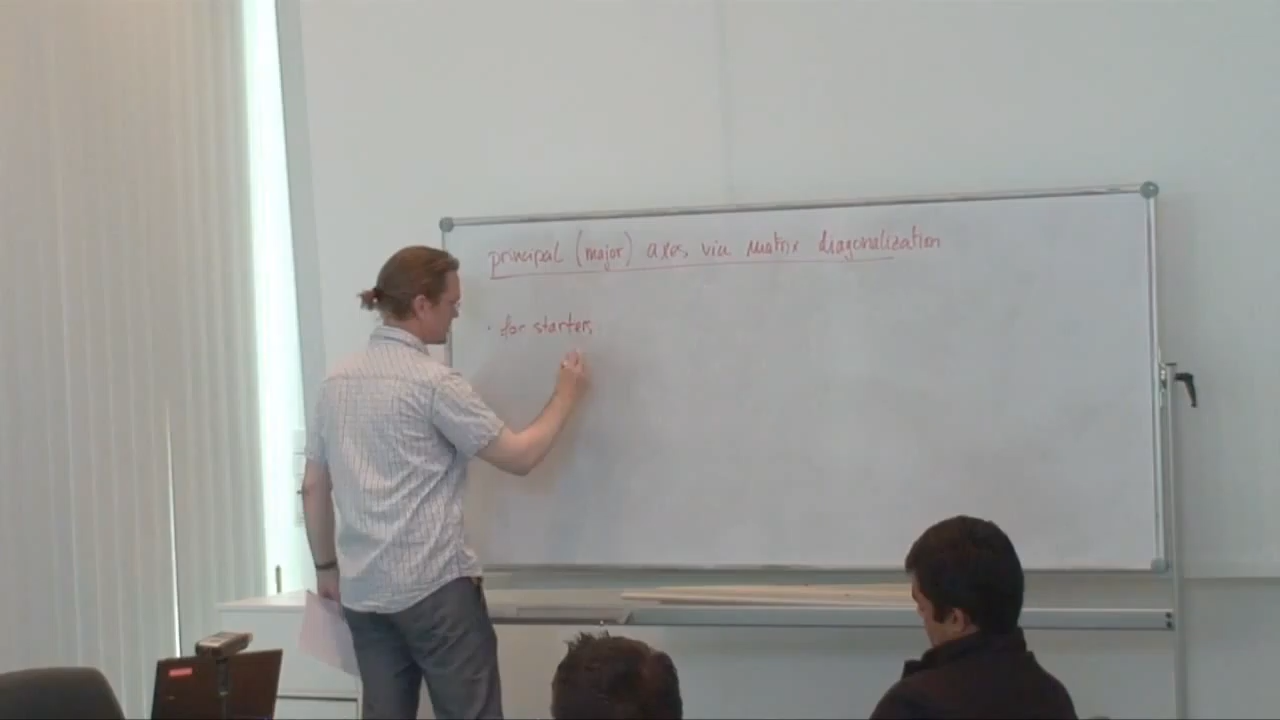 principal (major) axes via matrix diagonalization
· for starters